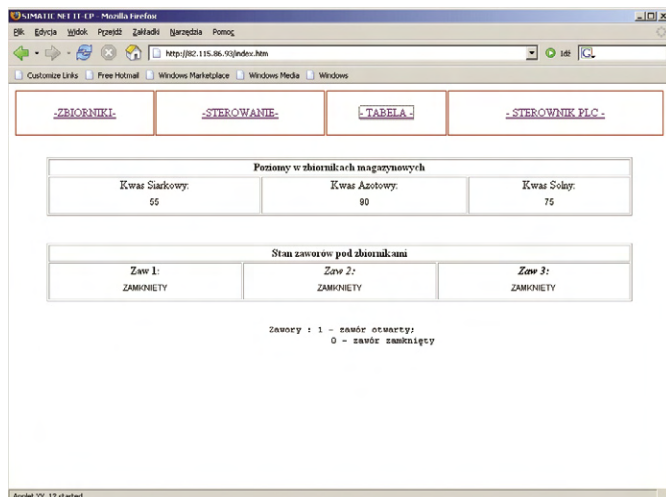 SIMATIC NET IT-CP - Mozilla Firefox
Plik Edycja Widok Przejdź Zakładki Narzędzia Pomoc
http://82.115.86.93/index.htm Idź
Customize Links Free Hotmail Windows Marketplace Windows Media Windows
-ZBIORNIKI- -STEROWANIE- - TABELA - - STEROWNIK PLC -
Poziomy w zbiornikach magazynowych
Kwas Siarkowy: Kwas Azotowy: Kwas Solny:
55 90 75
Stan zaworów pod zbiornikami
Zaw 1: Zaw 2: Zaw 3:
ZAMKNIETY ZAMKNIETY ZAMKNIETY
Zawory : 1 - zawór otwarty;
0 - zawór zamknięty
started